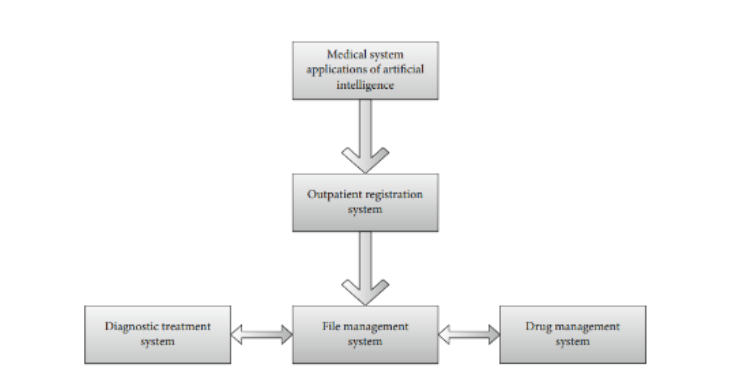 Medical system
applications of artificial
intelligence
Outpatient registration
system
Diagnostic treatment
system
File management
system
Drug management
system